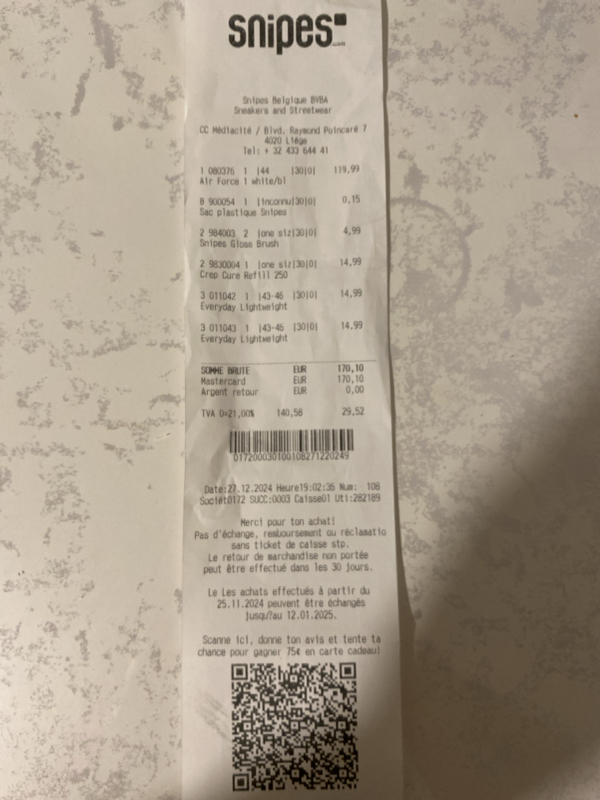 snipes
Snipes Belgique BVBA
Sneakers and Streetwear
CC Médiacité / Blvd. Raymond Poincaré 7
4020 Liège
Tel: + 32 433 644 41
1 080376 1 |44 |30|0| 119,99
Air Force 1 white/bl
B 900054 1 |inconnu|30|0| 0,15
Sac plastique Snipes
2 984003 2 |one siz|30|0| 4,99
Snipes Glose Brush
2 9830004 1 |one siz|30|0| 14,99
Crep Cure Refill 250
3 011042 1 |43-46 |30|0| 14,99
Everyday Lightweight
3 011043 1 |43-46 |30|0| 14,99
Everyday Lightweight
SOMME BRUTE EUR 170,10
Mastercard EUR 170,10
Argent retour EUR 0,00
TVA D=21,00% 140,58 29,52
017200030100108271220249
Date:27.12.2024 Heure19:02:36 Num: 108
Sociét0172 SUCC:0003 Caisse01 Uti:282189
Merci pour ton achat!
Pas d'échange, remboursement ou réclamatio
sans ticket de caisse stp.
Le retour de marchandise non portée
peut être effectué dans les 30 jours.
Le Les achats effectués à partir du
25.11.2024 peuvent être échangés
jusqu?au 12.01.2025.
Scanne ici, donne ton avis et tente ta
chance pour gagner 75€ en carte cadeau!